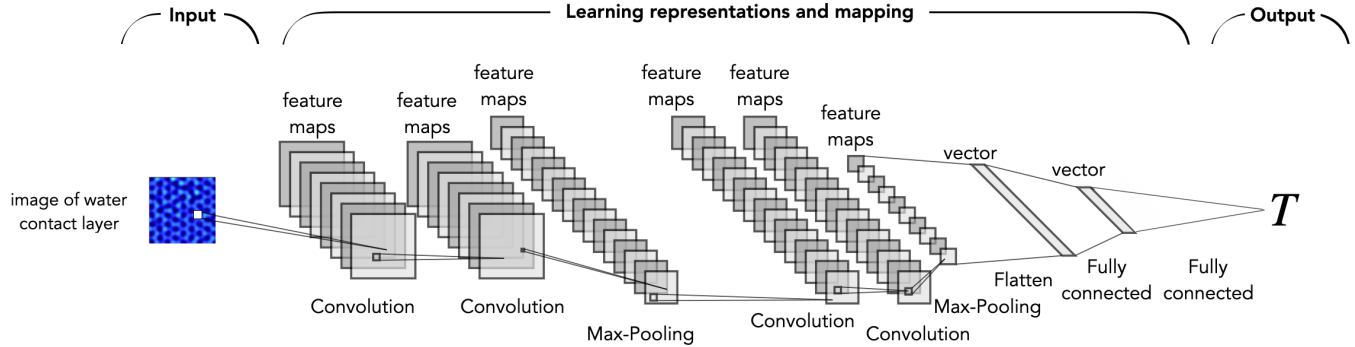 Input
Learning representations and mapping
Output
image of water
contact layer
feature
maps
feature
maps
feature
maps
feature
maps
feature
maps
feature
maps
vector
vector
T
Convolution
Convolution
Max-Pooling
Convolution
Convolution
Max-Pooling
Flatten
Fully
connected
Fully
connected